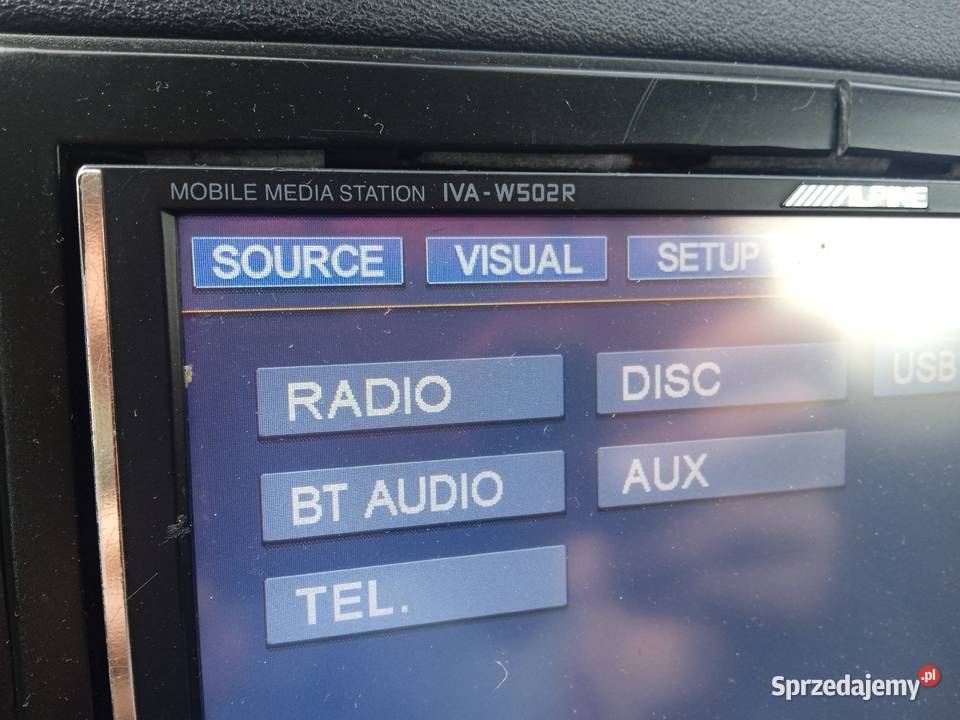 MOBILE MEDIA STATION IVA-W502R ALPINE
SOURCE VISUAL SETUP
RADIO DISC USB
BT AUDIO AUX
TEL.
Sprzedajemy.pl